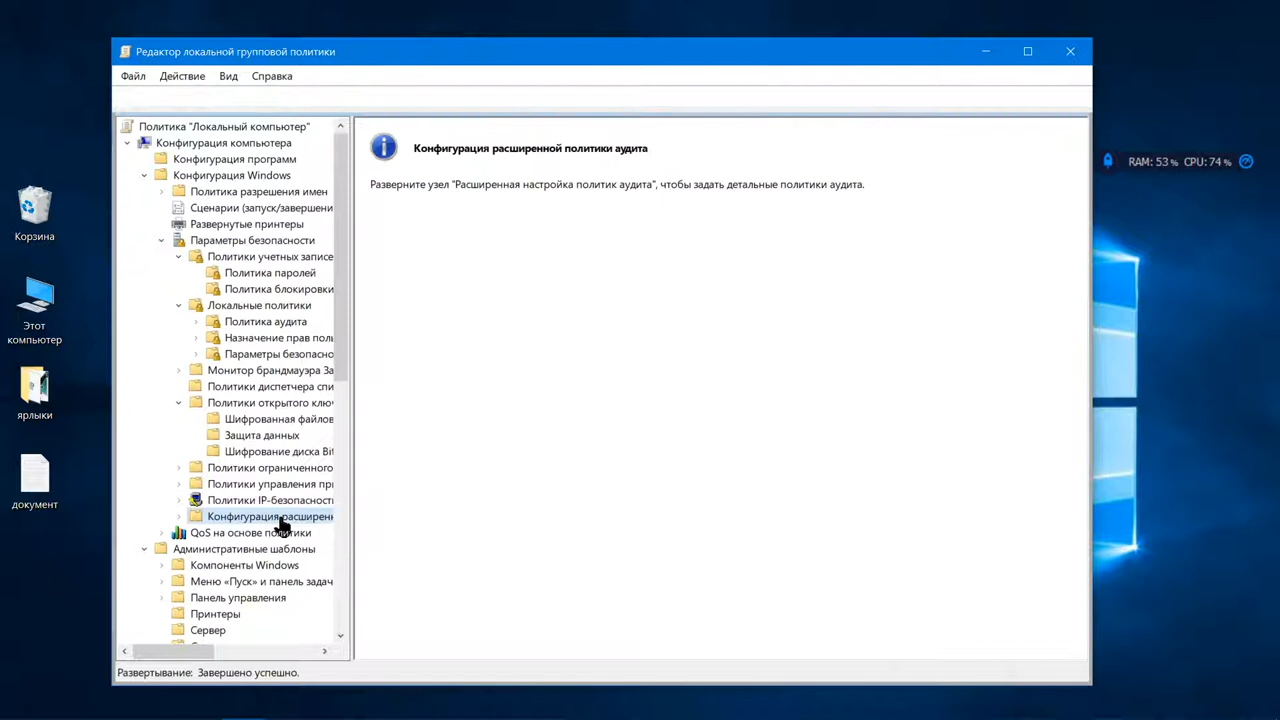 Редактор локальной групповой политики
Файл Действие Вид Справка
Политика "Локальный компьютер"
Конфигурация компьютера
Конфигурация программ
Конфигурация Windows
Политика разрешения имен
Сценарии (запуск/завершени
Развернутые принтеры
Параметры безопасности
Политики учетных записе
Политика паролей
Политика блокировки
Локальные политики
Политика аудита
Назначение прав поль
Параметры безопасно
Монитор брандмауэра За
Политики диспетчера спи
Политики открытого клю
Шифрованная файлов
Защита данных
Шифрование диска Bit
Политики ограниченного
Политики управления при
Политики IP-безопасности
Конфигурация расширенн
QoS на основе политики
Административные шаблоны
Компоненты Windows
Меню «Пуск» и панель задач
Панель управления
Принтеры
Сервер
Конфигурация расширенной политики аудита
Разверните узел "Расширенная настройка политик аудита", чтобы задать детальные политики аудита.
Развертывание: Завершено успешно.
Корзина
Этот
компьютер
ярлыки
документ
RAM: 53 % CPU: 74 %